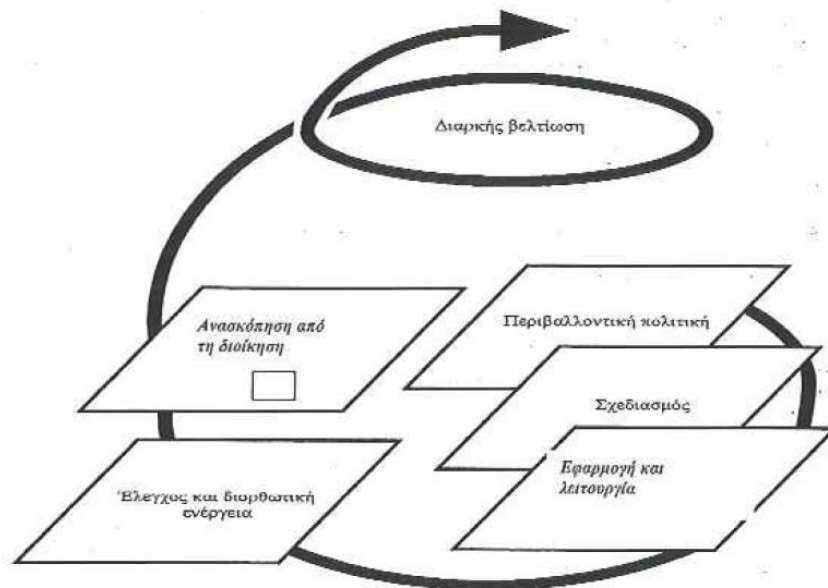 Διαρκής βελτίωση
Περιβαλλοντική πολιτική
Ανασκόπηση από
τη διοίκηση
Σχεδιασμός
Εφαρμογή και
λειτουργία
Έλεγχος και διορθωτική
ενέργεια